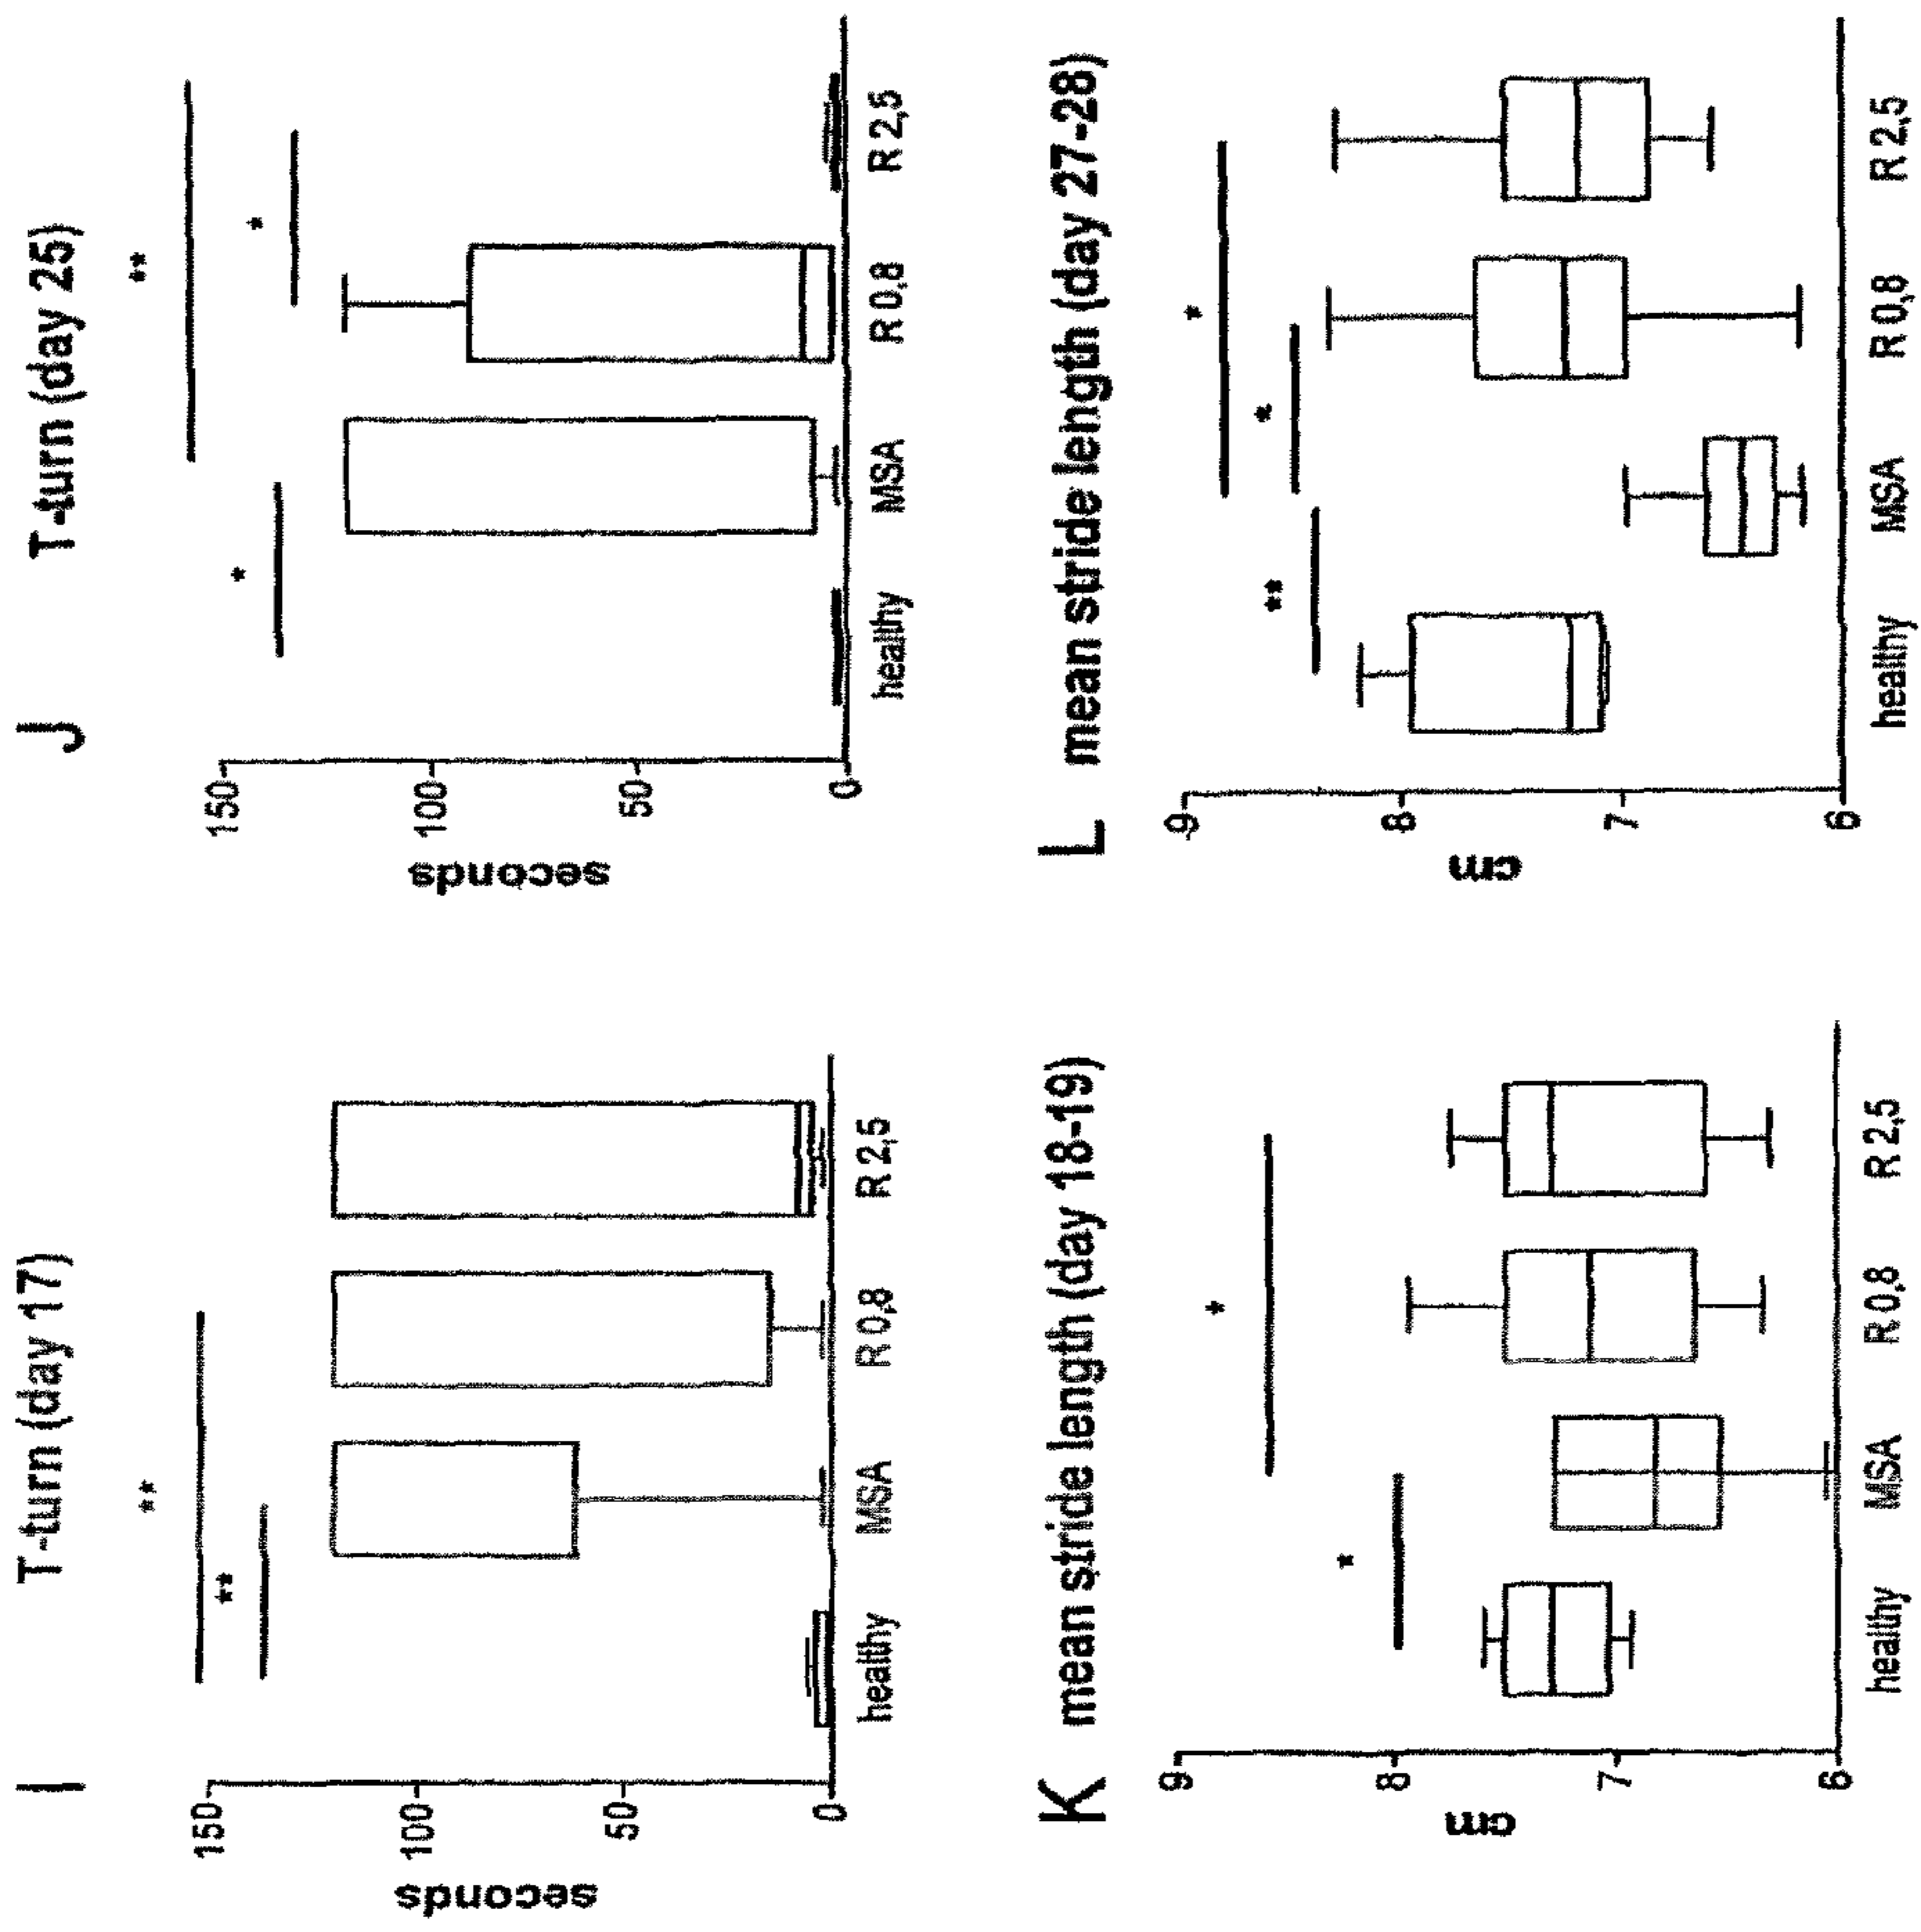 I T-turn (day 17)
**
**
seconds
150
100
50
0
healthy MSA R 0,8 R 2,5
J T-turn (day 25)
**
*
*
seconds
150
100
50
0
healthy MSA R 0,8 R 2,5
K mean stride length (day 18-19)
*
*
cm
9
8
7
6
healthy MSA R 0,8 R 2,5
L mean stride length (day 27-28)
*
*
**
cm
9
8
7
6
healthy MSA R 0,8 R 2,5